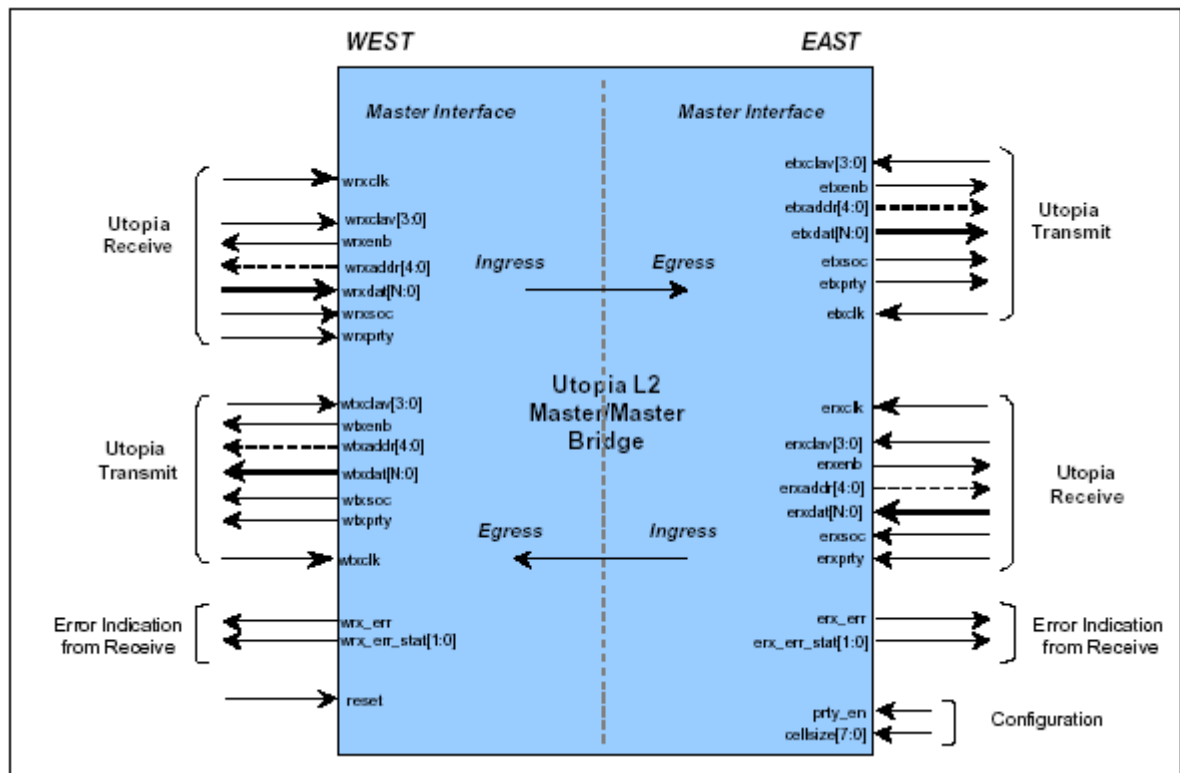 WEST
EAST
Master Interface
Master Interface
Utopia
Receive
wrxclk
wrxclav[3:0]
wrxenb
wrxaddr[4:0]
wrxdat[N:0]
wrxsoc
wrxprty
etxclav[3:0]
etxenb
etxaddr[4:0]
etxdat[N:0]
etxsoc
etxprty
etxclk
Utopia
Transmit
Ingress
Egress
Utopia L2
Master/Master
Bridge
Utopia
Transmit
wtxclav[3:0]
wtxenb
wtxaddr[4:0]
wtxdat[N:0]
wtxsoc
wtxprty
wtxclk
erxclk
erxclav[3:0]
erxenb
erxaddr[4:0]
erxdat[N:0]
erxsoc
erxprty
Utopia
Receive
Egress
Ingress
Error Indication
from Receive
wrx_err
wrx_err_stat[1:0]
erx_err
erx_err_stat[1:0]
Error Indication
from Receive
reset
prty_en
cellsize[7:0]
Configuration